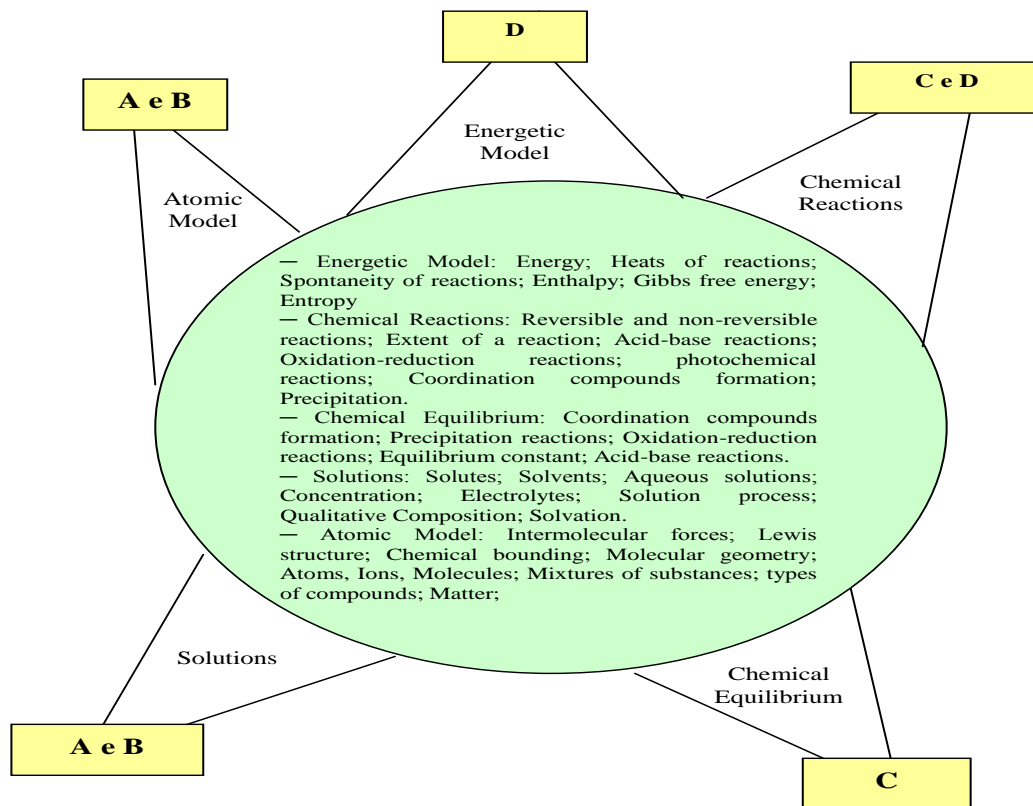 D
A e B
C e D
Energetic
Model
Atomic
Model
Chemical
Reactions
— Energetic Model: Energy; Heats of reactions;
Spontaneity of reactions; Enthalpy; Gibbs free energy;
Entropy
— Chemical Reactions: Reversible and non-reversible
reactions; Extent of a reaction; Acid-base reactions;
Oxidation-reduction reactions; photochemical
reactions; Coordination compounds formation;
Precipitation.
— Chemical Equilibrium: Coordination compounds
formation; Precipitation reactions; Oxidation-reduction
reactions; Equilibrium constant; Acid-base reactions.
— Solutions: Solutes; Solvents; Aqueous solutions;
Concentration; Electrolytes; Solution process;
Qualitative Composition; Solvation.
— Atomic Model: Intermolecular forces; Lewis
structure; Chemical bounding; Molecular geometry;
Atoms, Ions, Molecules; Mixtures of substances; types
of compounds; Matter;
Solutions
Chemical
Equilibrium
A e B
C